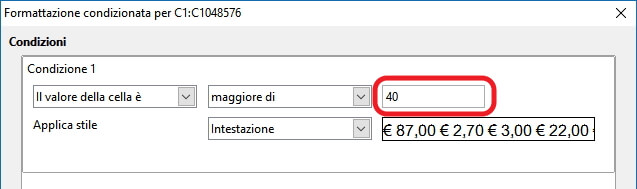 Formattazione condizionata per C1:C1048576
Condizioni
Condizione 1
Il valore della cella è maggiore di 40
Applica stile Intestazione € 87,00 € 2,70 € 3,00 € 22,00